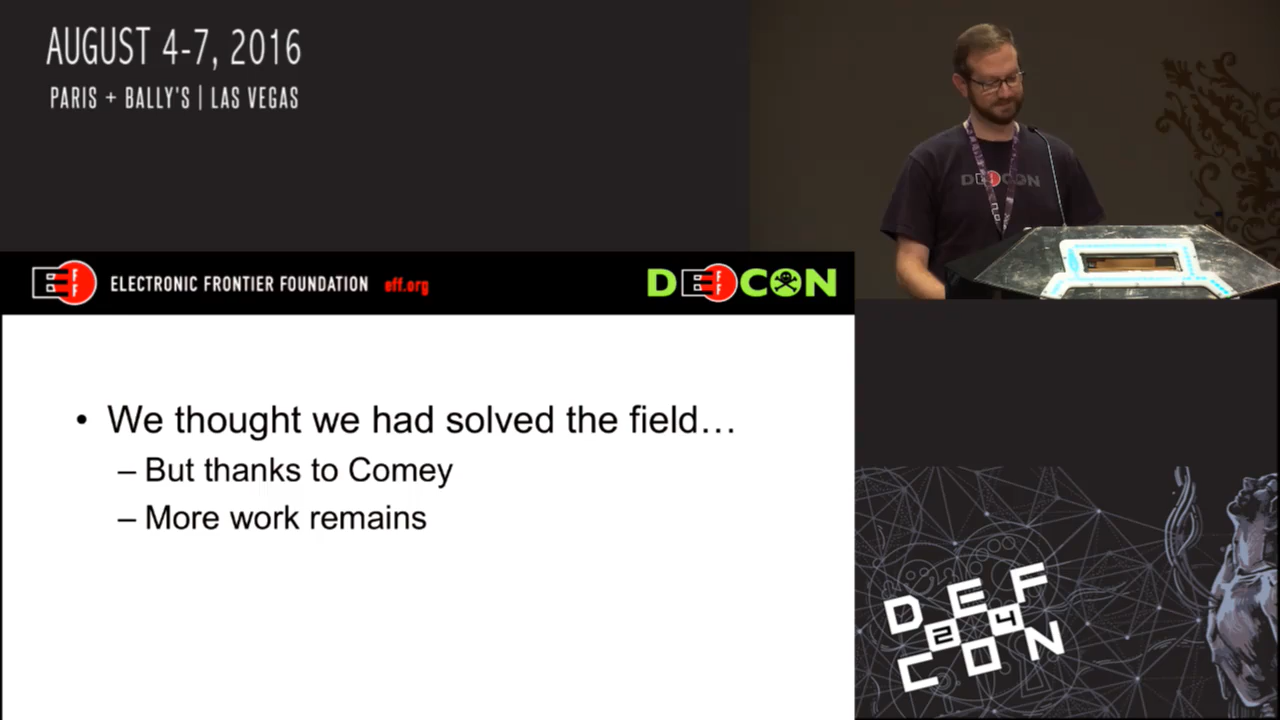 AUGUST 4-7, 2016
PARIS + BALLY'S | LAS VEGAS
DEFCON
EFF ELECTRONIC FRONTIER FOUNDATION eff.org
DEFCON
• We thought we had solved the field…
– But thanks to Comey
– More work remains
DEF
24
CON